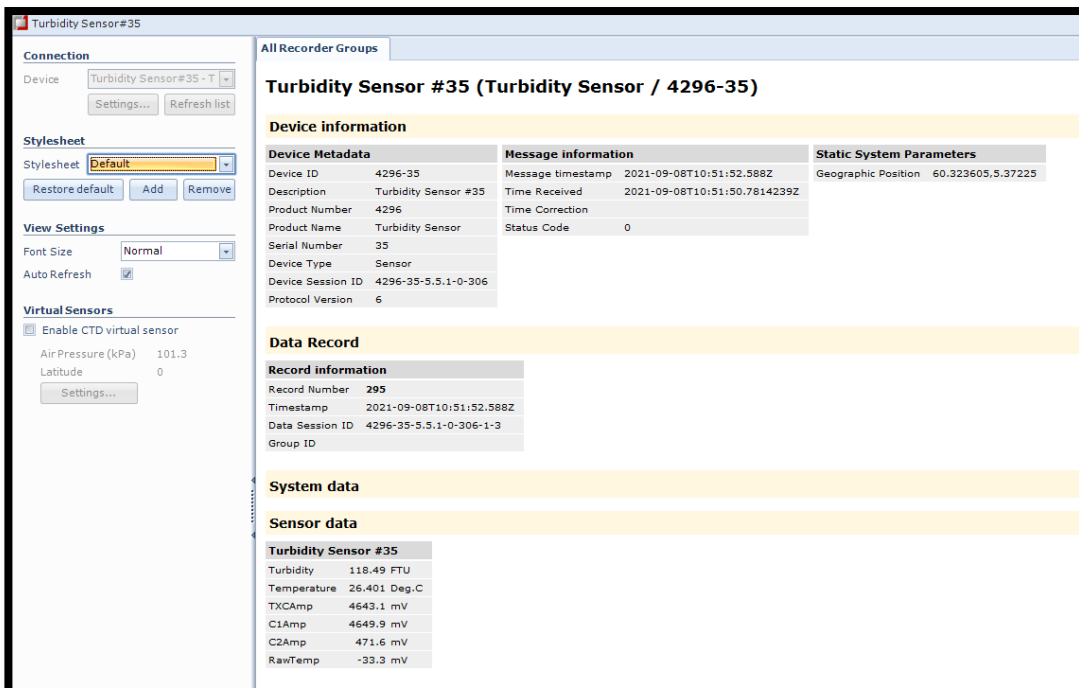 Turbidity Sensor#35
Connection
Device Turbidity Sensor#35 - T
Settings... Refresh list
Stylesheet
Stylesheet Default
Restore default Add Remove
View Settings
Font Size Normal
Auto Refresh
Virtual Sensors
Enable CTD virtual sensor
Air Pressure (kPa) 101.3
Latitude 0
Settings...
All Recorder Groups
Turbidity Sensor #35 (Turbidity Sensor / 4296-35)
Device information
Device Metadata
Device ID 4296-35
Description Turbidity Sensor #35
Product Number 4296
Product Name Turbidity Sensor
Serial Number 35
Device Type Sensor
Device Session ID 4296-35-5.5.1-0-306
Protocol Version 6
Message information
Message timestamp 2021-09-08T10:51:52.588Z
Time Received 2021-09-08T10:51:50.7814239Z
Time Correction
Status Code 0
Static System Parameters
Geographic Position 60.323605,5.37225
Data Record
Record information
Record Number 295
Timestamp 2021-09-08T10:51:52.588Z
Data Session ID 4296-35-5.5.1-0-306-1-3
Group ID
System data
Sensor data
Turbidity Sensor #35
Turbidity 118.49 FTU
Temperature 26.401 Deg.C
TXCAmp 4643.1 mV
C1Amp 4649.9 mV
C2Amp 471.6 mV
RawTemp -33.3 mV